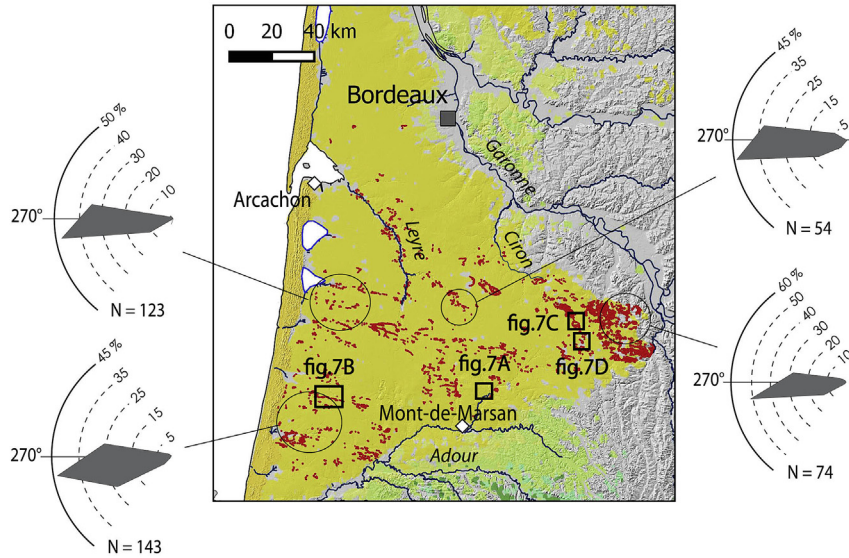 0 20 40 km
Bordeaux
Garonne
Arcachon
Leyre
Ciron
fig.7C
fig.7D
fig.7B
fig.7A
Mont-de-Marsan
Adour
50 %
40
30
20
10
270°
N = 123
45 %
35
25
15
5
270°
N = 143
45 %
35
25
15
5
270°
N = 54
60 %
50
40
30
20
10
270°
N = 74